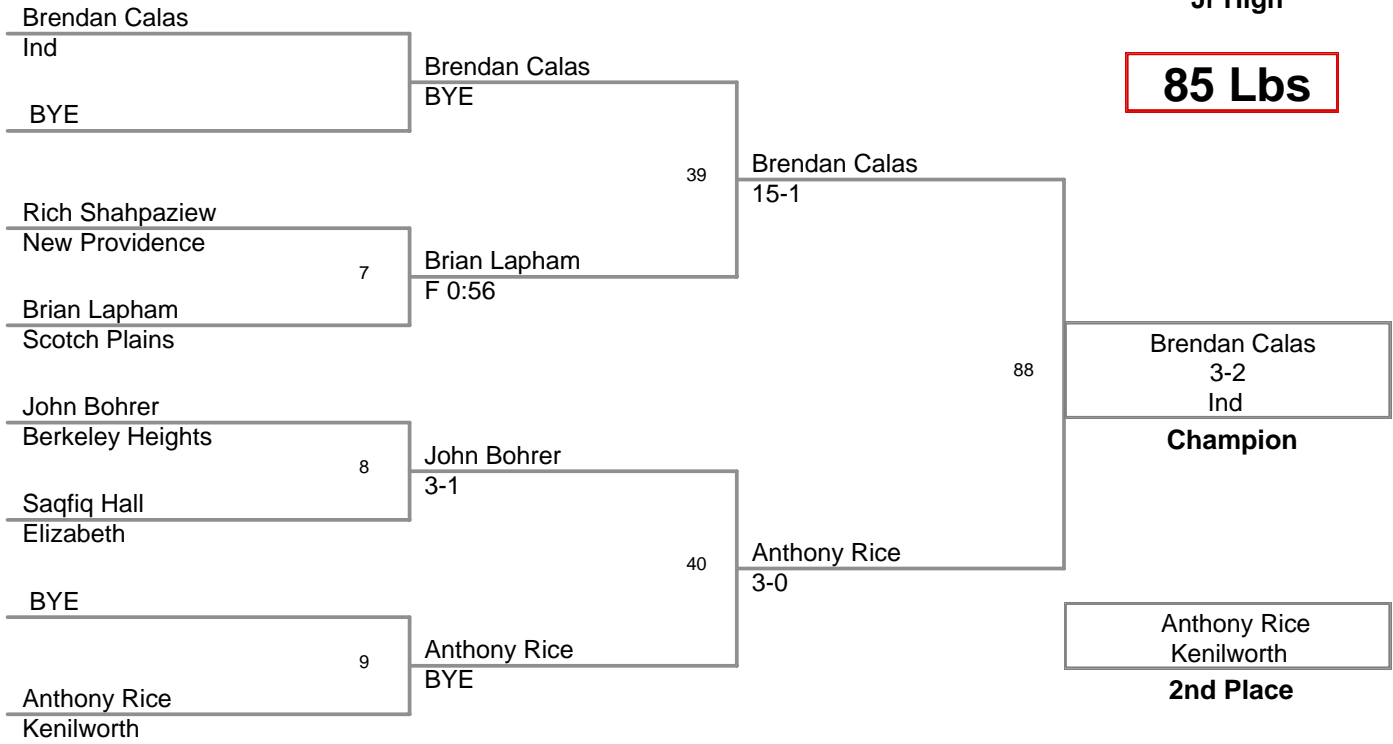 Jr High
85 Lbs
Brendan Calas
Ind
BYE
Rich Shahpaziew
New Providence
7
Brian Lapham
Scotch Plains
John Bohrer
Berkeley Heights
8
Saqfiq Hall
Elizabeth
BYE
9
Anthony Rice
Kenilworth
Brendan Calas
BYE
39
Brian Lapham
F 0:56
John Bohrer
3-1
40
Anthony Rice
BYE
Brendan Calas
15-1
88
Anthony Rice
3-0
Brendan Calas
3-2
Ind
Champion
Anthony Rice
Kenilworth
2nd Place